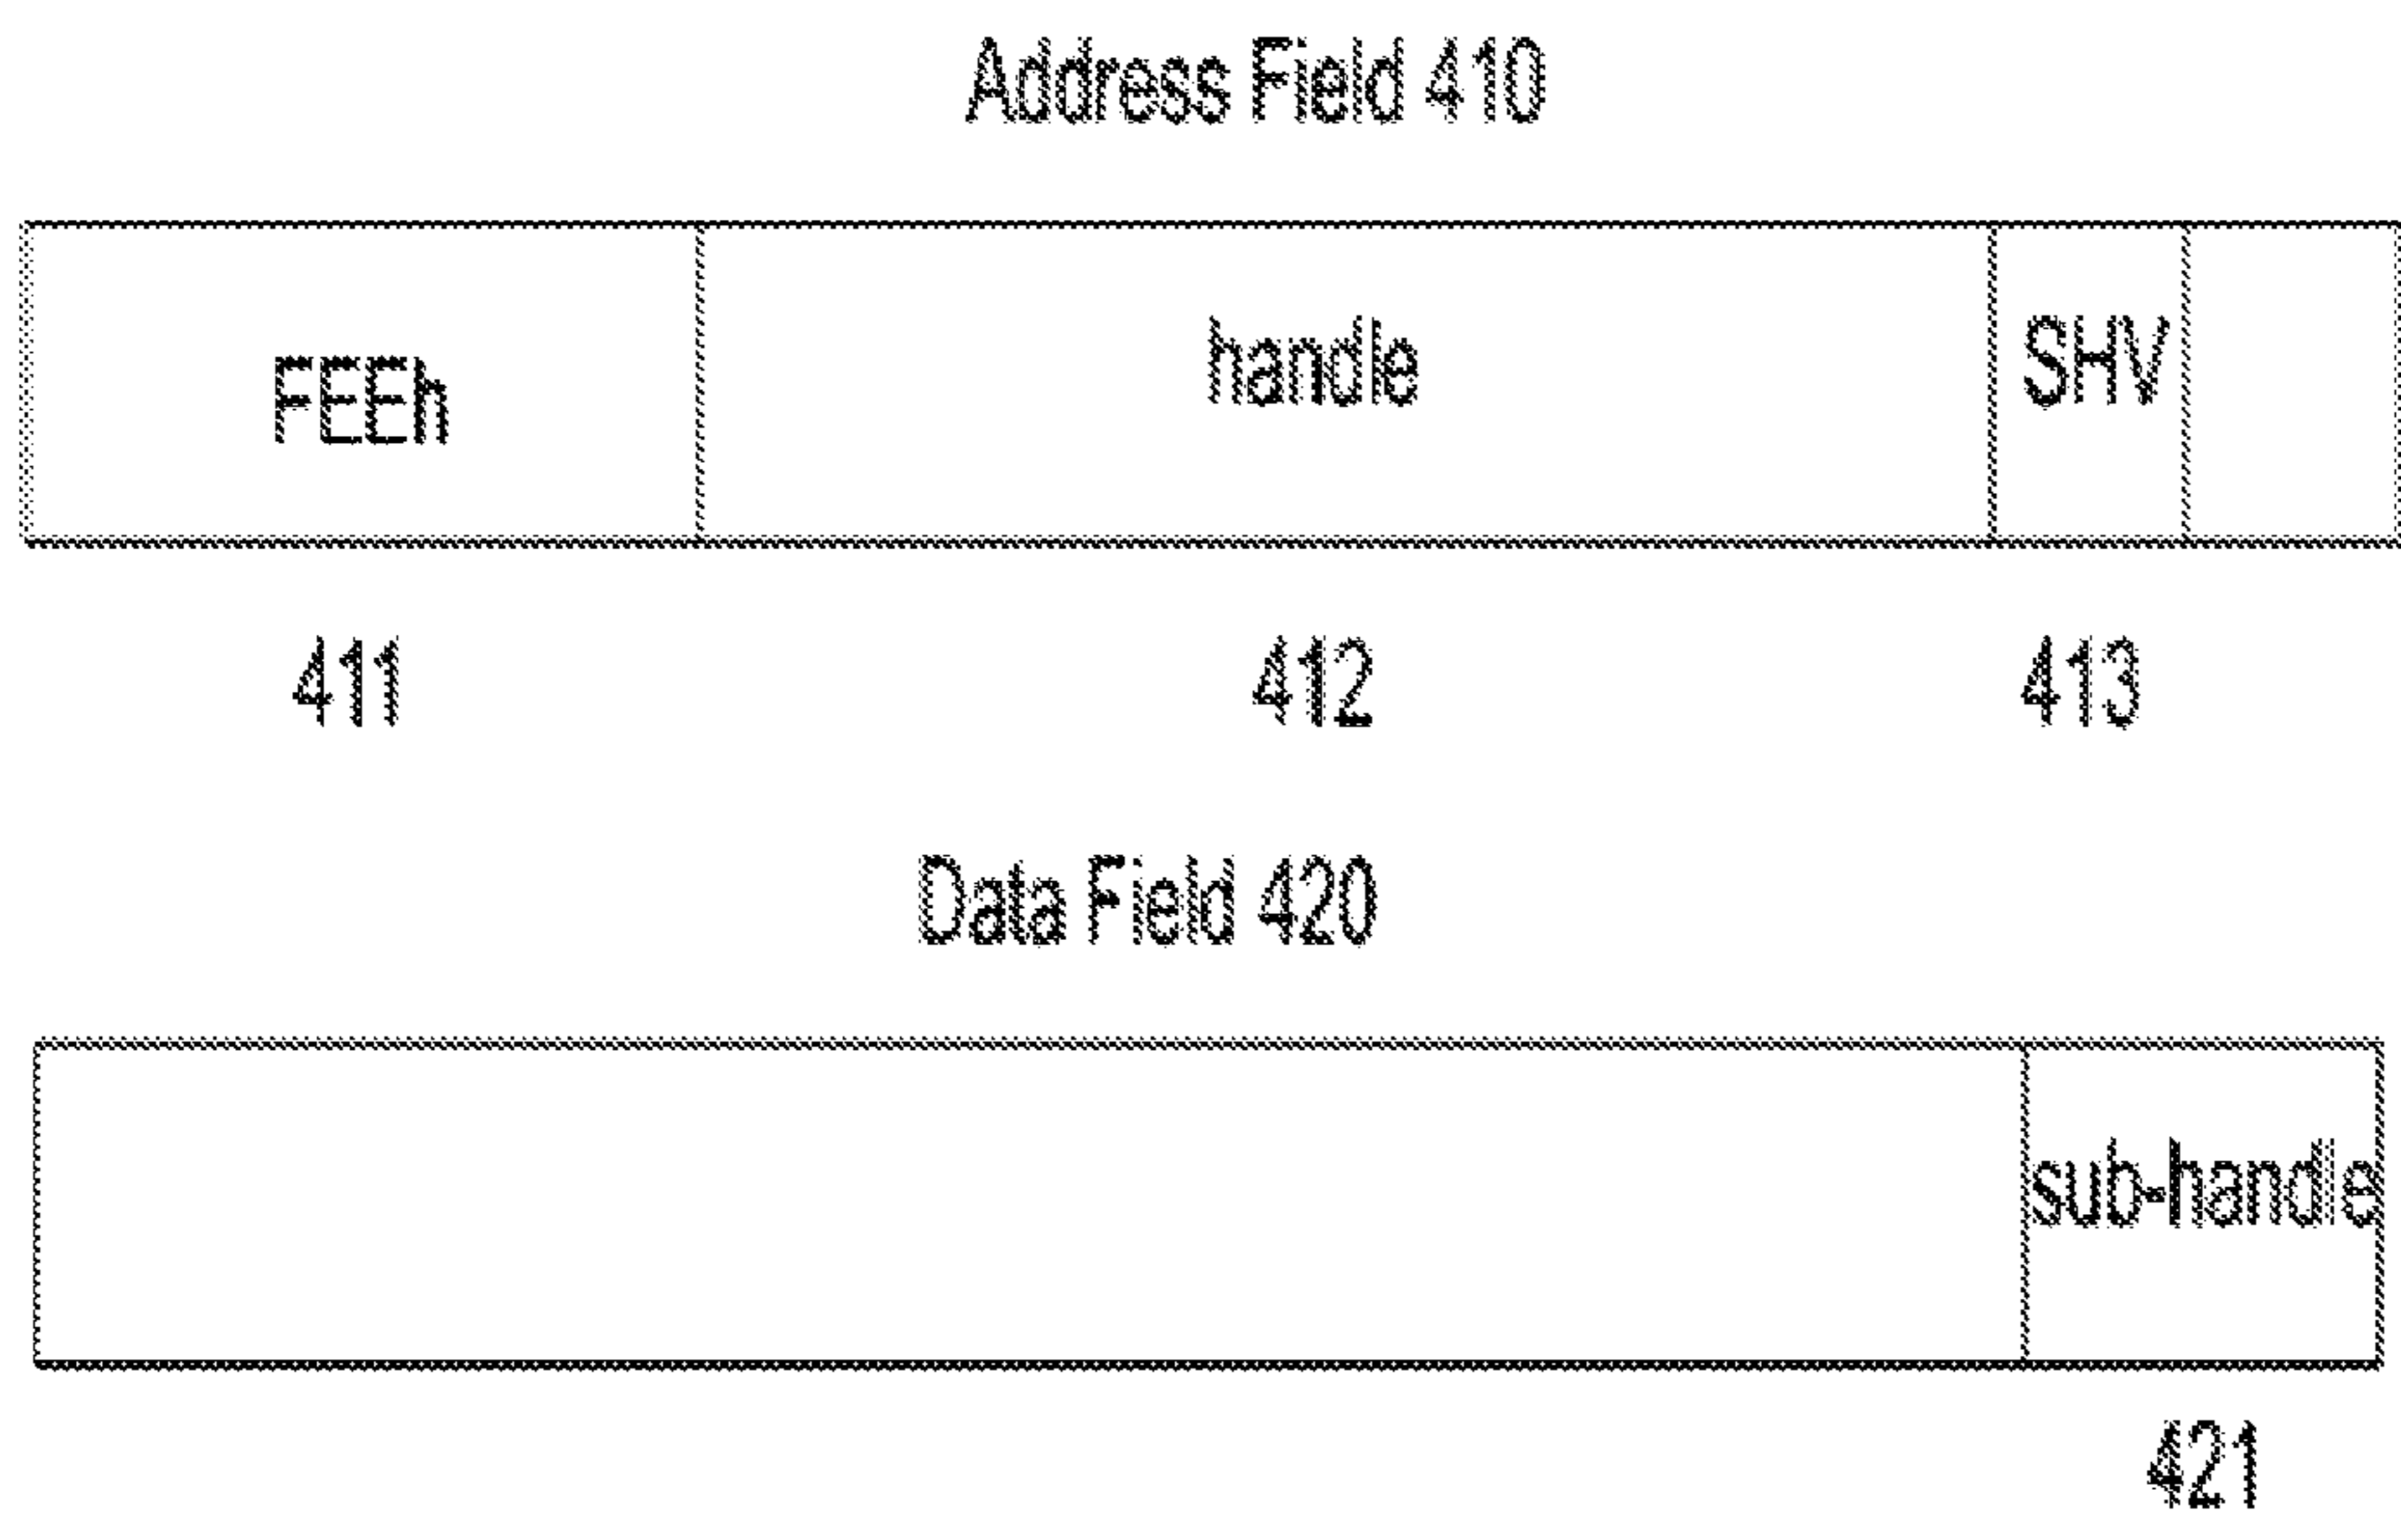 Address Field 410
FEEh handle SHV
411 412 413
Data Field 420
sub-handle
421